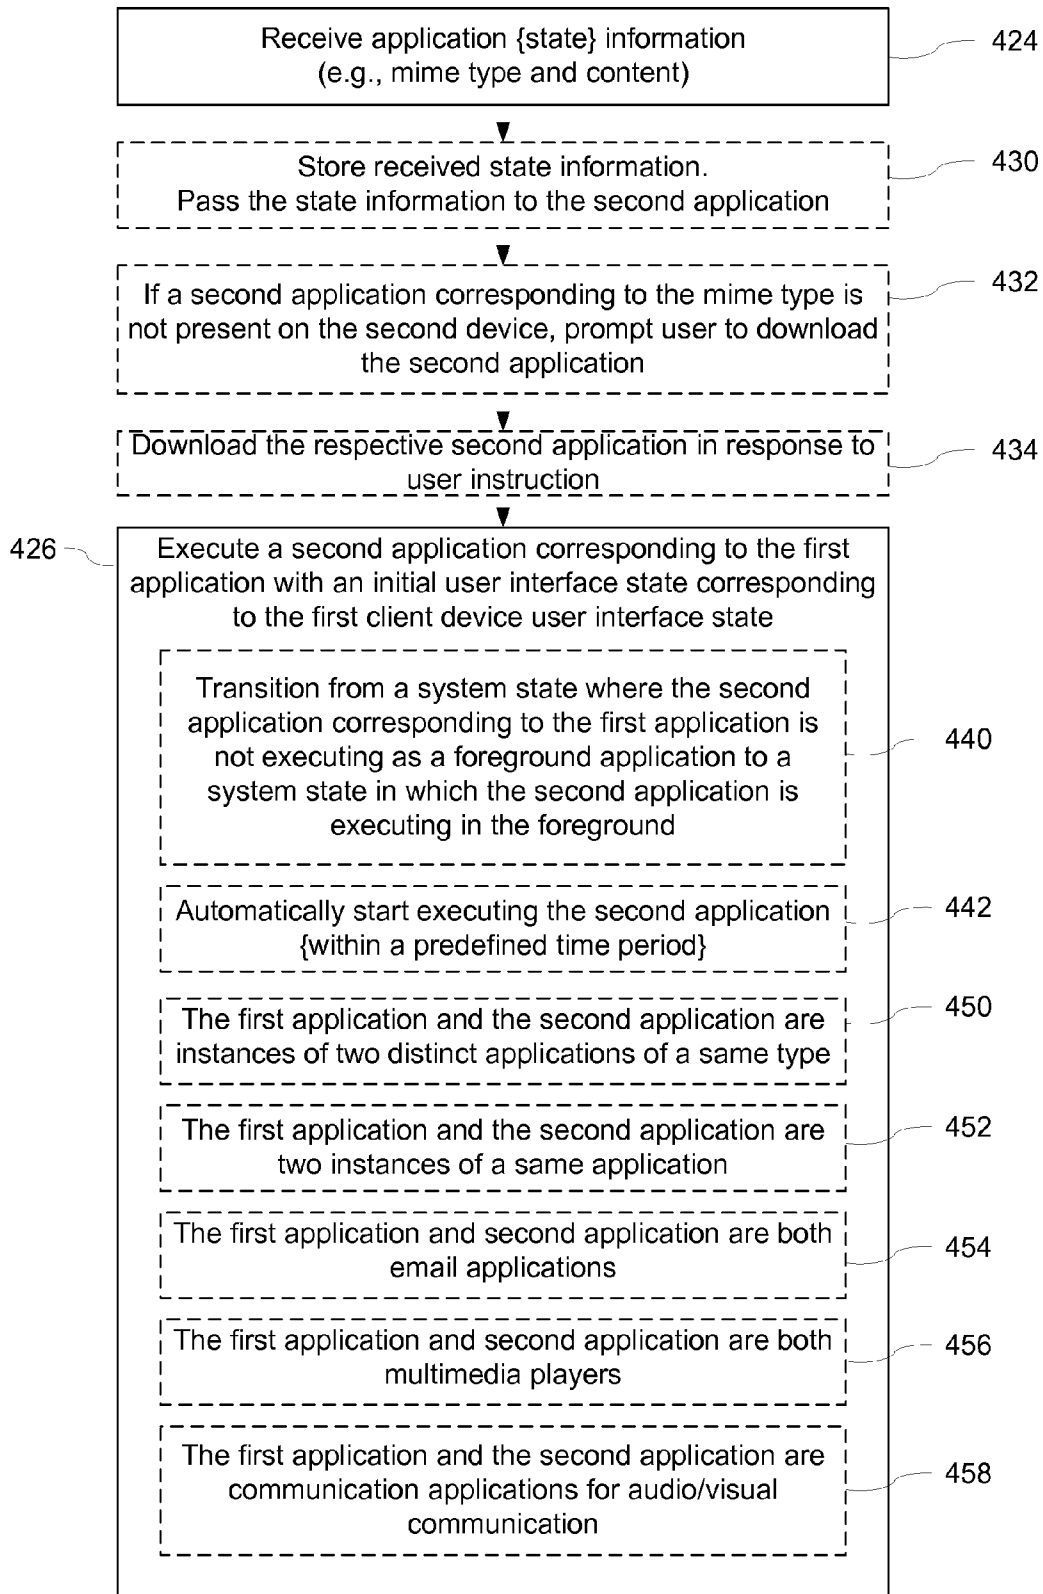 Receive application {state} information
(e.g., mime type and content)
424
Store received state information.
Pass the state information to the second application
430
If a second application corresponding to the mime type is
not present on the second device, prompt user to download
the second application
432
Download the respective second application in response to
user instruction
434
426
Execute a second application corresponding to the first
application with an initial user interface state corresponding
to the first client device user interface state
Transition from a system state where the second
application corresponding to the first application is
not executing as a foreground application to a
system state in which the second application is
executing in the foreground
440
Automatically start executing the second application
{within a predefined time period}
442
The first application and the second application are
instances of two distinct applications of a same type
450
The first application and the second application are
two instances of a same application
452
The first application and second application are both
email applications
454
The first application and second application are both
multimedia players
456
The first application and the second application are
communication applications for audio/visual
communication
458